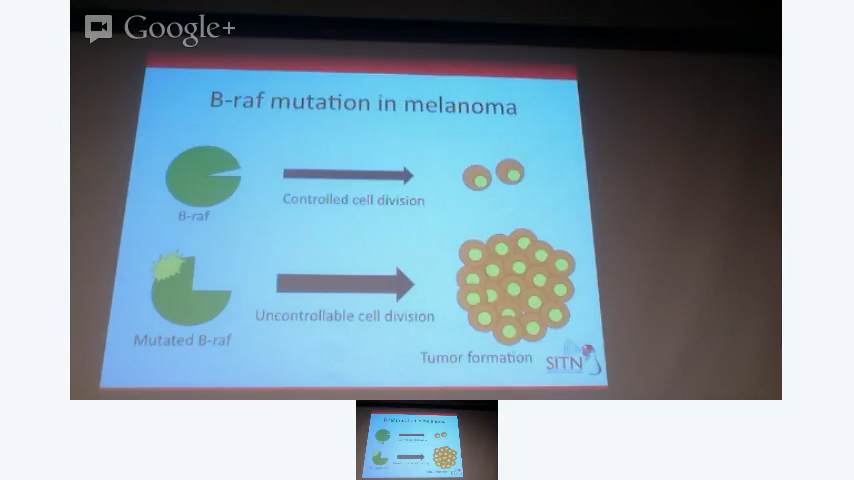 Google+
B-raf mutation in melanoma
Controlled cell division
B-raf
Uncontrollable cell division
Mutated B-raf
Tumor formation
SITN